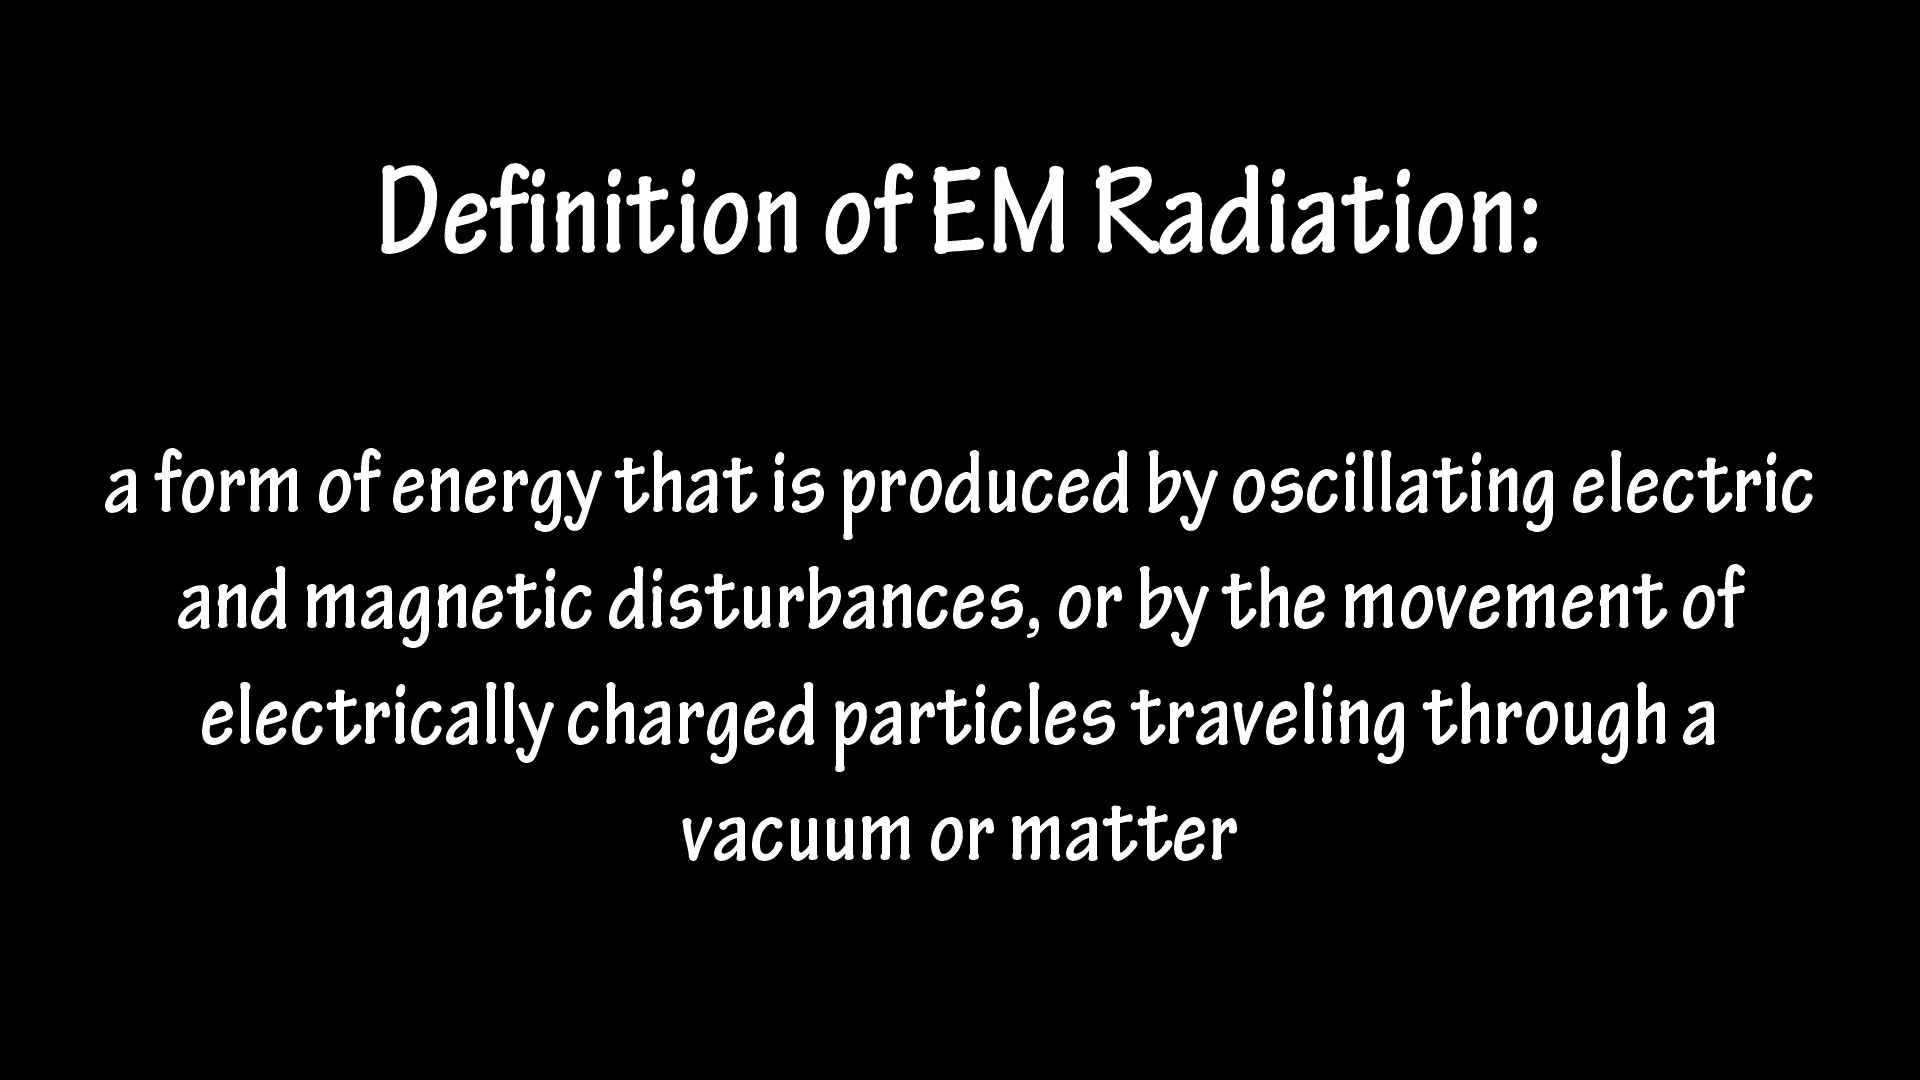 Definition of EM Radiation:
a form of energy that is produced by oscillating electric
and magnetic disturbances, or by the movement of
electrically charged particles traveling through a
vacuum or matter